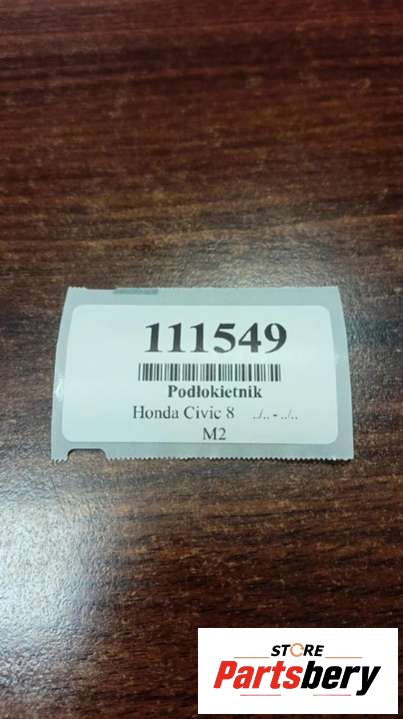 111549
Podłokietnik
Honda Civic 8 ../.. - ../..
M2
STORE
Partsbery